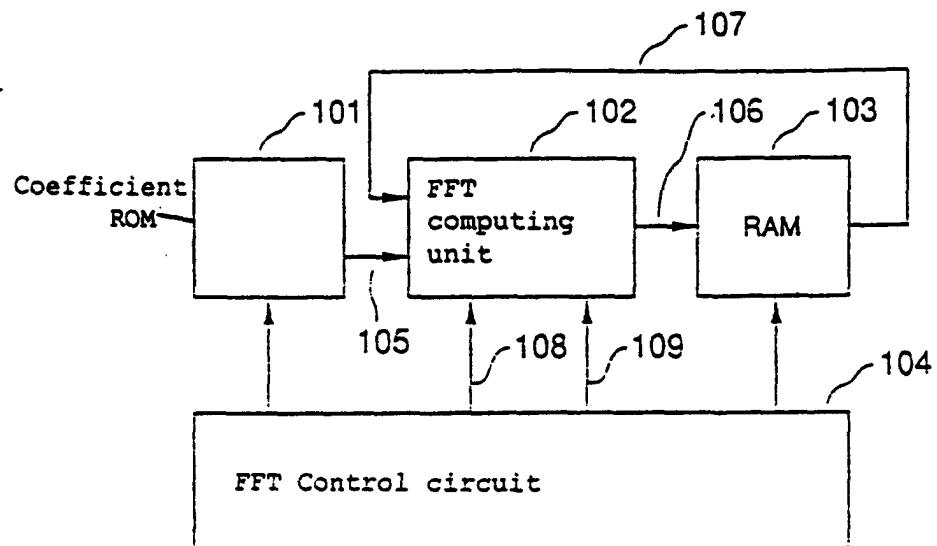 107
101
102
106
103
Coefficient
ROM
FFT
computing
unit
RAM
105
108
109
104
FFT Control circuit